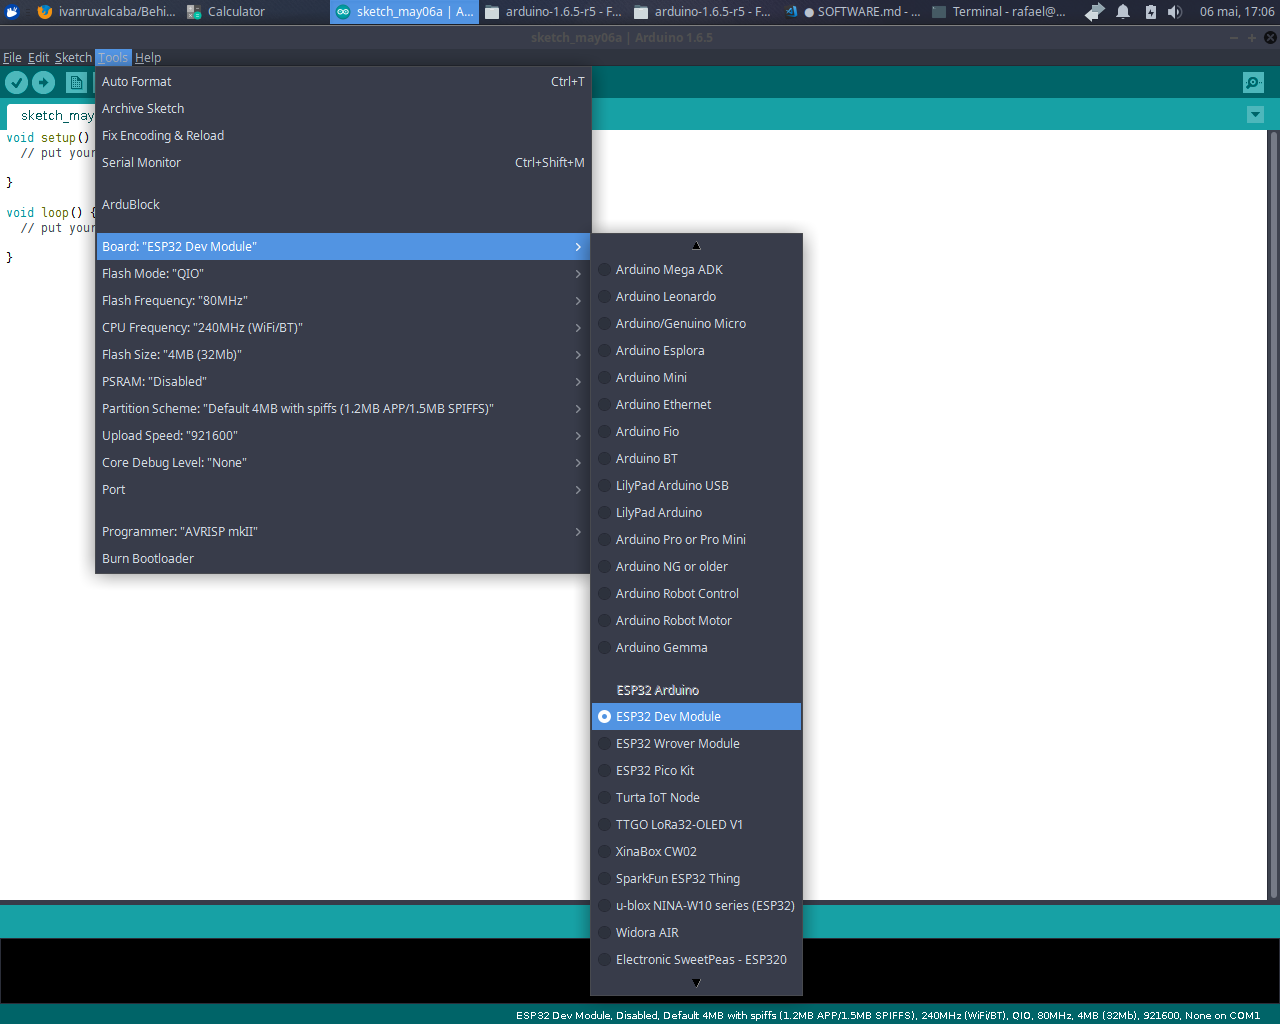 ivanruvalcaba/Behi...
Calculator
sketch_may06a | A...
arduino-1.6.5-r5 - F...
arduino-1.6.5-r5 - F...
● SOFTWARE.md - ...
Terminal - rafael@...
06 mai, 17:06
sketch_may06a | Arduino 1.6.5
File Edit Sketch Tools Help
sketch_may
void setup()
// put your
}
void loop() {
// put your
}
Auto Format Ctrl+T
Archive Sketch
Fix Encoding & Reload
Serial Monitor Ctrl+Shift+M
ArduBlock
Board: "ESP32 Dev Module"
Flash Mode: "QIO"
Flash Frequency: "80MHz"
CPU Frequency: "240MHz (WiFi/BT)"
Flash Size: "4MB (32Mb)"
PSRAM: "Disabled"
Partition Scheme: "Default 4MB with spiffs (1.2MB APP/1.5MB SPIFFS)"
Upload Speed: "921600"
Core Debug Level: "None"
Port
Programmer: "AVRISP mkII"
Burn Bootloader
Arduino Mega ADK
Arduino Leonardo
Arduino/Genuino Micro
Arduino Esplora
Arduino Mini
Arduino Ethernet
Arduino Fio
Arduino BT
LilyPad Arduino USB
LilyPad Arduino
Arduino Pro or Pro Mini
Arduino NG or older
Arduino Robot Control
Arduino Robot Motor
Arduino Gemma
ESP32 Arduino
ESP32 Dev Module
ESP32 Wrover Module
ESP32 Pico Kit
Turta IoT Node
TTGO LoRa32-OLED V1
XinaBox CW02
SparkFun ESP32 Thing
u-blox NINA-W10 series (ESP32)
Widora AIR
Electronic SweetPeas - ESP320
ESP32 Dev Module, Disabled, Default 4MB with spiffs (1.2MB APP/1.5MB SPIFFS), 240MHz (WiFi/BT), QIO, 80MHz, 4MB (32Mb), 921600, None on COM1